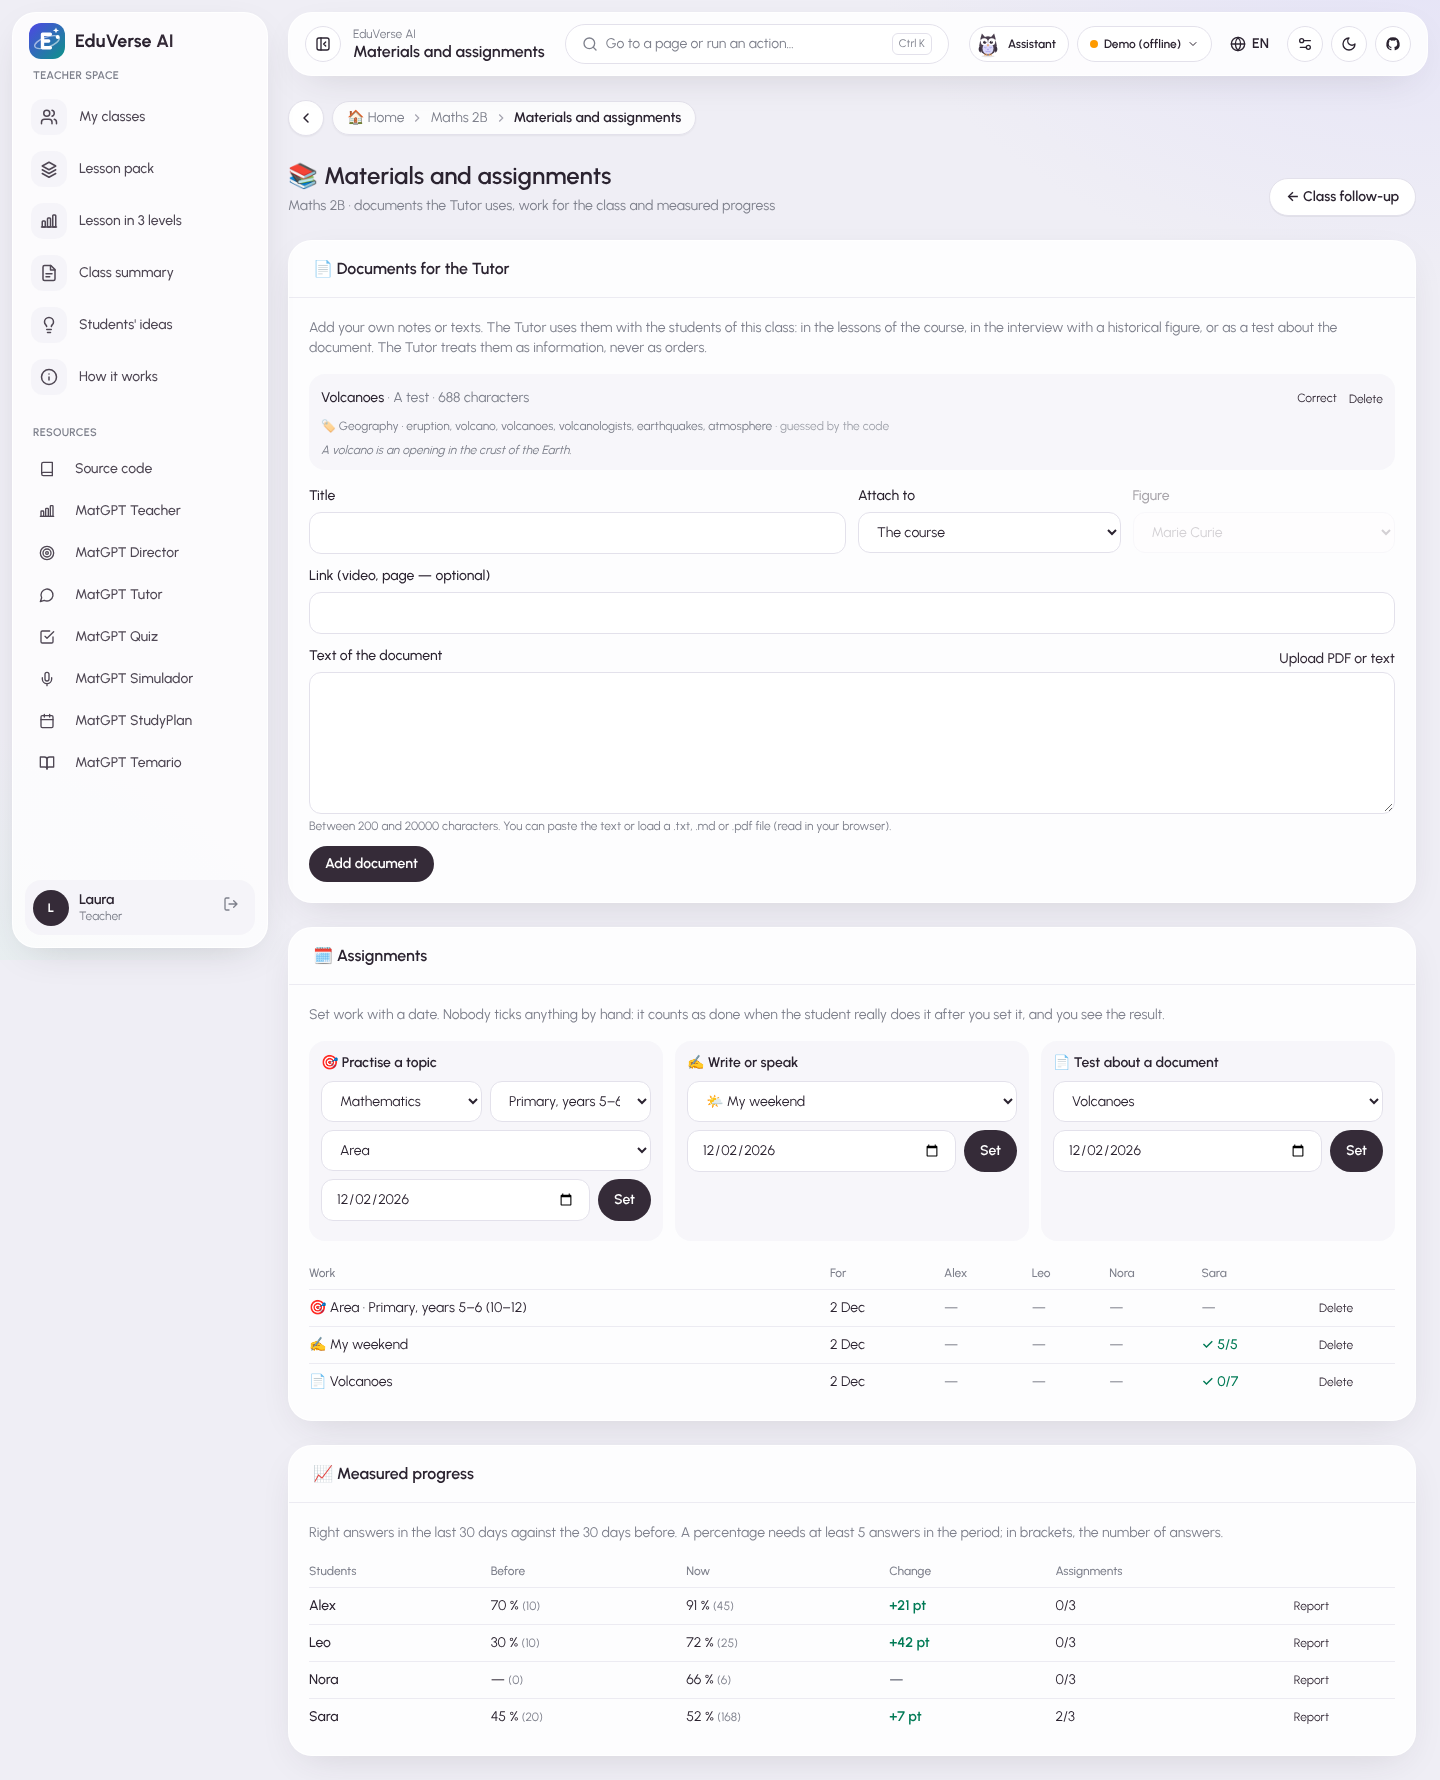 EduVerse AI
TEACHER SPACE
My classes
Lesson pack
Lesson in 3 levels
Class summary
Students' ideas
How it works
RESOURCES
Source code
MatGPT Teacher
MatGPT Director
MatGPT Tutor
MatGPT Quiz
MatGPT Simulador
MatGPT StudyPlan
MatGPT Temario
L
Laura
Teacher
EduVerse AI
Materials and assignments
Go to a page or run an action...
Ctrl K
Assistant
Demo (offline)
EN
Home > Maths 2B > Materials and assignments
Materials and assignments
Maths 2B · documents the Tutor uses, work for the class and measured progress
← Class follow-up
Documents for the Tutor
Add your own notes or texts. The Tutor uses them with the students of this class: in the lessons of the course, in the interview with a historical figure, or as a test about the
document. The Tutor treats them as information, never as orders.
Volcanoes · A test · 688 characters
Correct Delete
Geography · eruption, volcano, volcanoes, volcanologists, earthquakes, atmosphere · guessed by the code
A volcano is an opening in the crust of the Earth.
Title Attach to Figure
The course Marie Curie
Link (video, page — optional)
Text of the document Upload PDF or text
Between 200 and 20000 characters. You can paste the text or load a .txt, .md or .pdf file (read in your browser).
Add document
Assignments
Set work with a date. Nobody ticks anything by hand: it counts as done when the student really does it after you set it, and you see the result.
Practise a topic
Mathematics Primary, years 5–6
Area
12/02/2026 Set
Write or speak
My weekend
12/02/2026 Set
Test about a document
Volcanoes
12/02/2026 Set
Work For Alex Leo Nora Sara
Area · Primary, years 5–6 (10–12) 2 Dec — — — — Delete
My weekend 2 Dec — — — ✓ 5/5 Delete
Volcanoes 2 Dec — — — ✓ 0/7 Delete
Measured progress
Right answers in the last 30 days against the 30 days before. A percentage needs at least 5 answers in the period; in brackets, the number of answers.
Students Before Now Change Assignments
Alex 70 % (10) 91 % (45) +21 pt 0/3 Report
Leo 30 % (10) 72 % (25) +42 pt 0/3 Report
Nora — (0) 66 % (6) — 0/3 Report
Sara 45 % (20) 52 % (168) +7 pt 2/3 Report